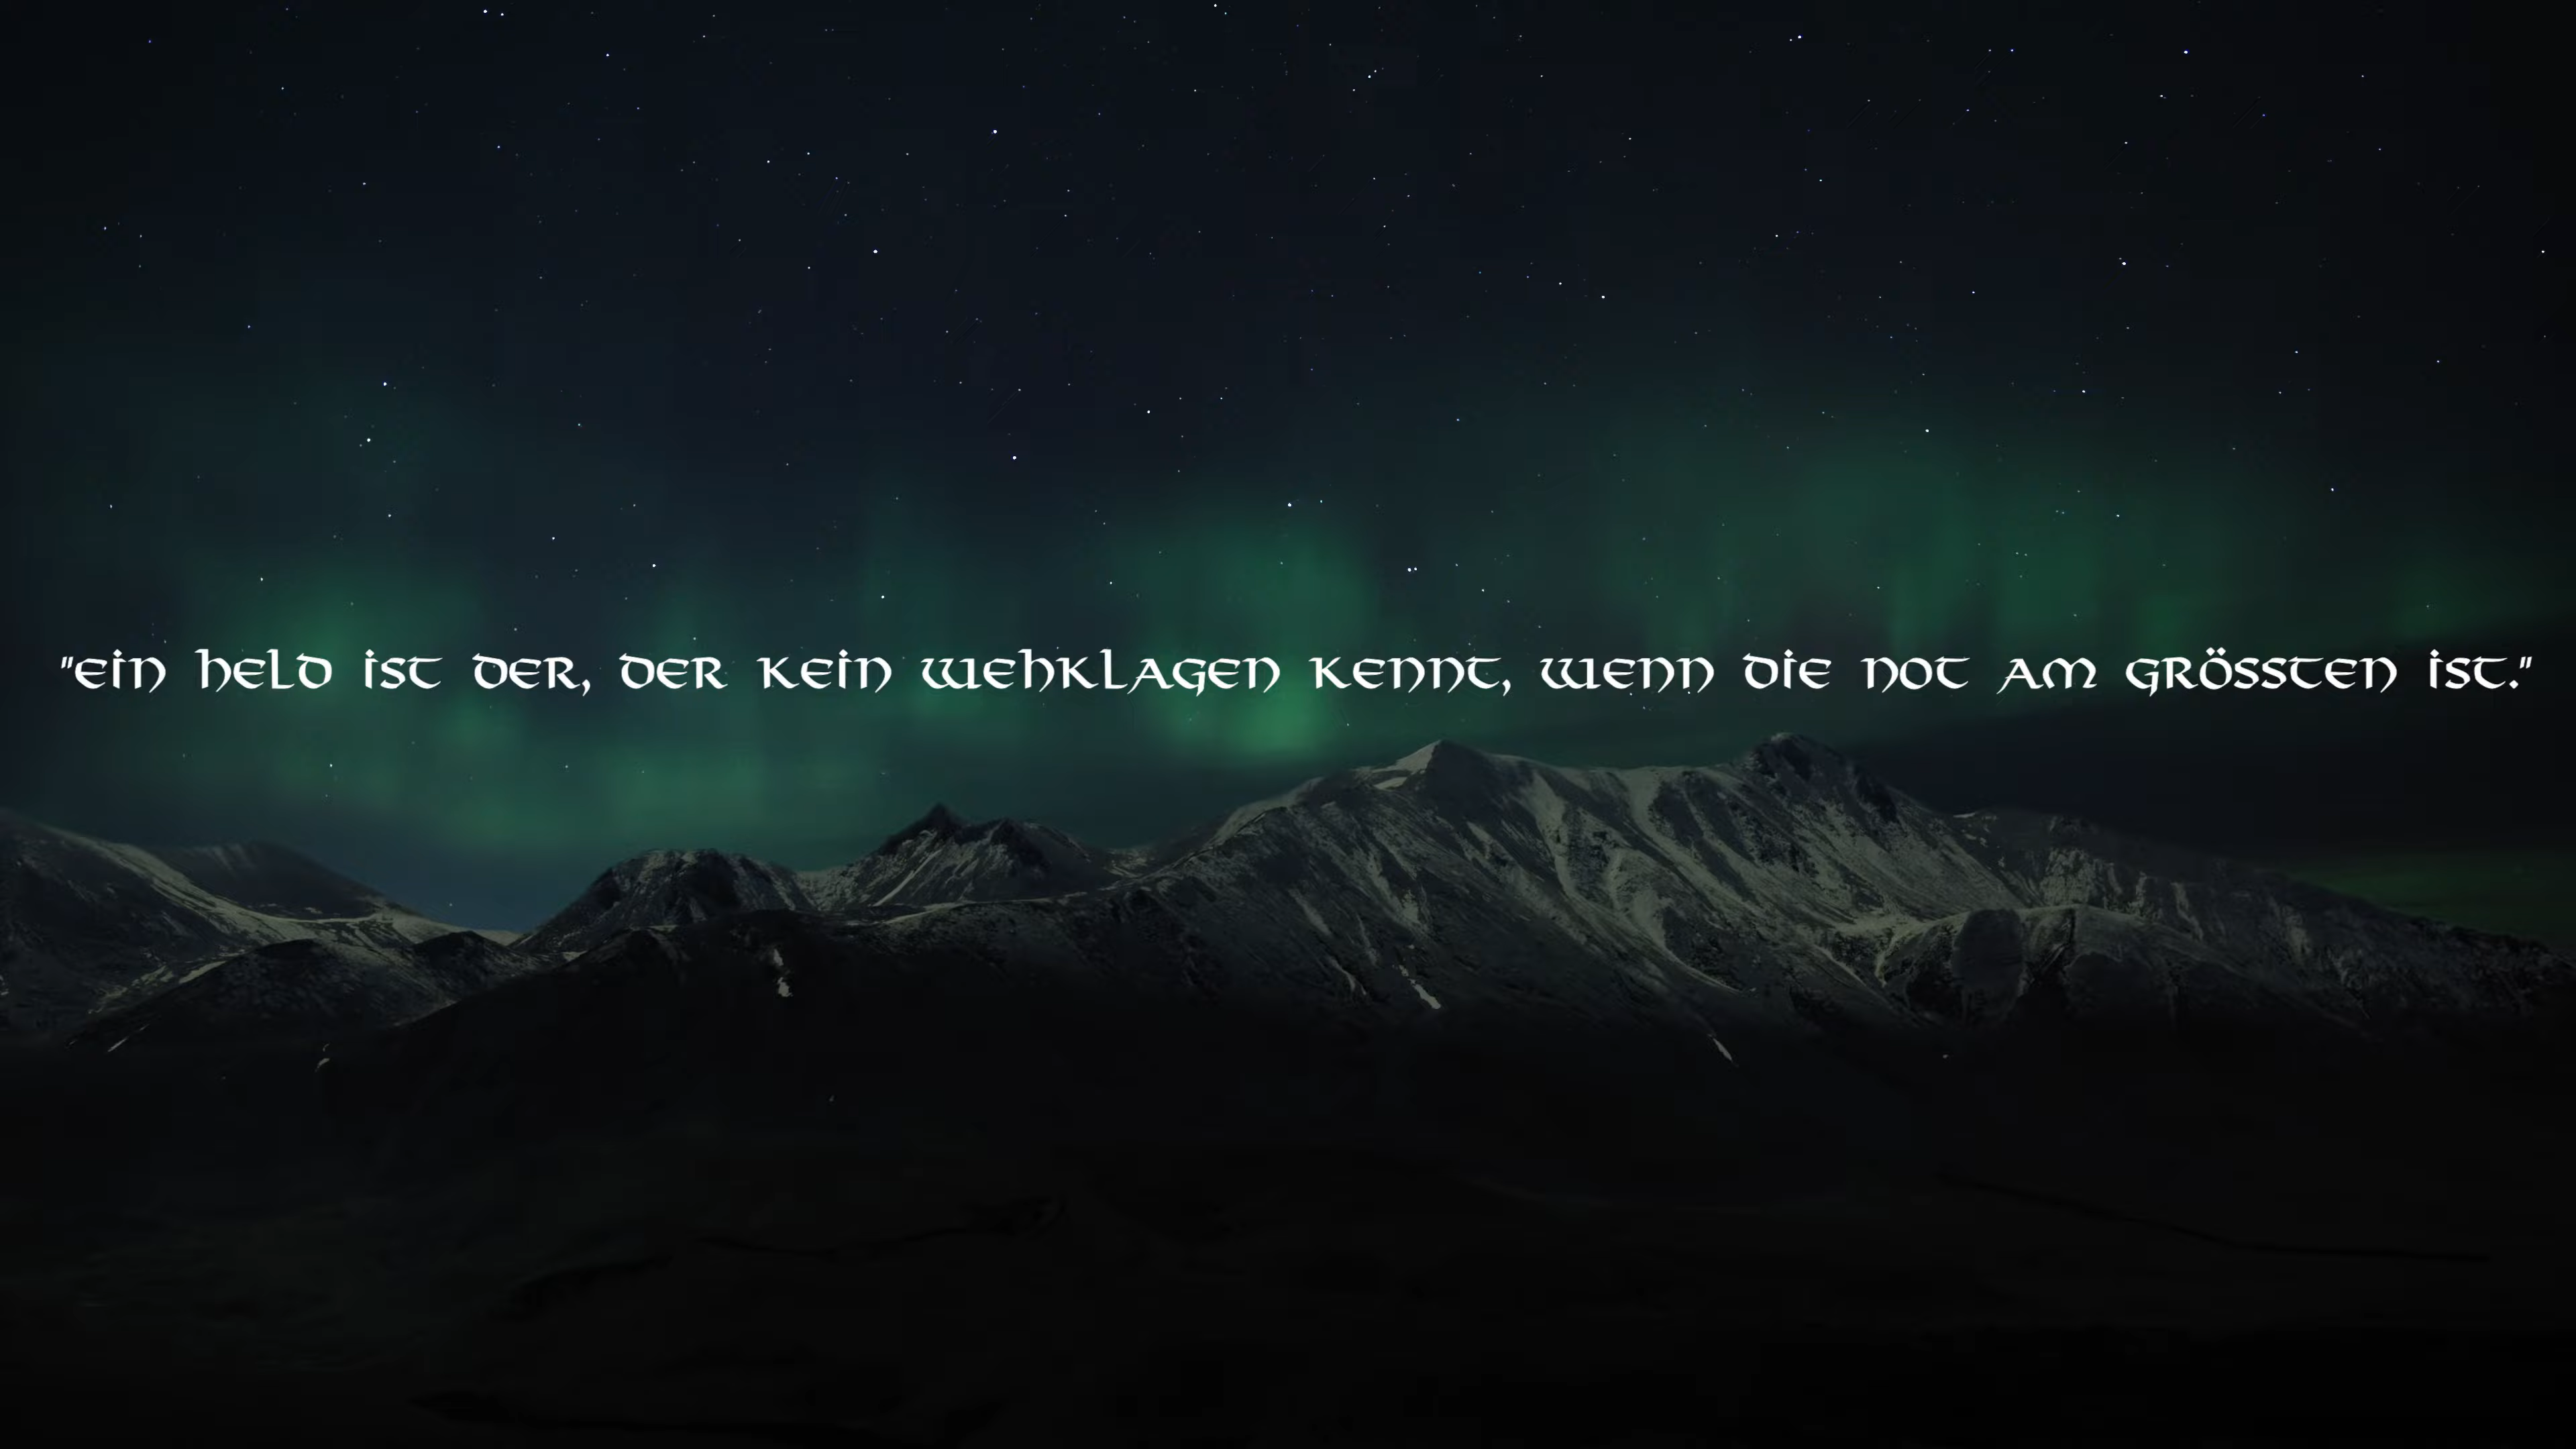 "Ein Held ist der, der kein Wehklagen kennt, wenn die Not am grössten ist."